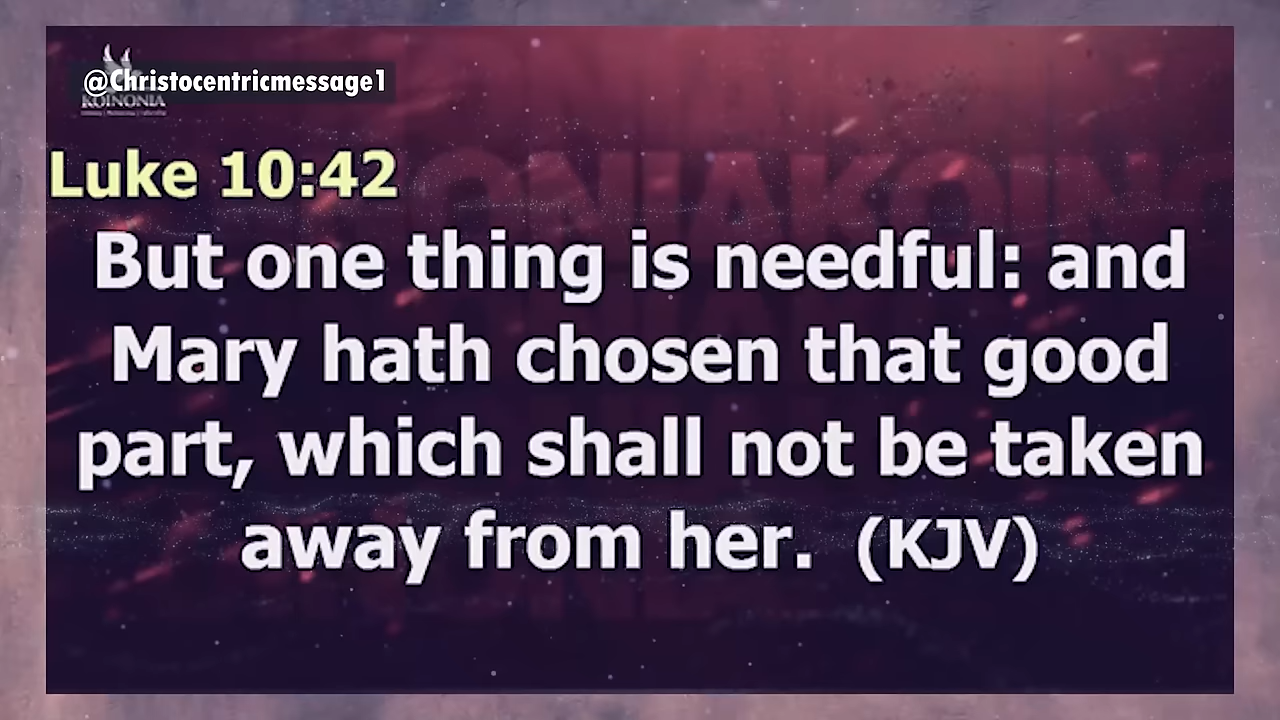 @Christocentricmessage1
KOINONIA
Luke 10:42
But one thing is needful: and
Mary hath chosen that good
part, which shall not be taken
away from her. (KJV)